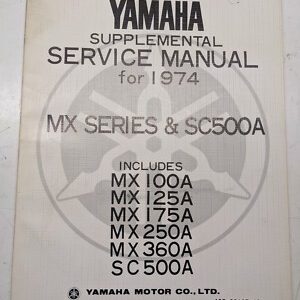 YAMAHA
SUPPLEMENTAL
SERVICE MANUAL
for 1974
MX SERIES & SC500A
INCLUDES
MX100A
MX125A
MX175A
MX250A
MX360A
SC500A
YAMAHA MOTOR CO., LTD.